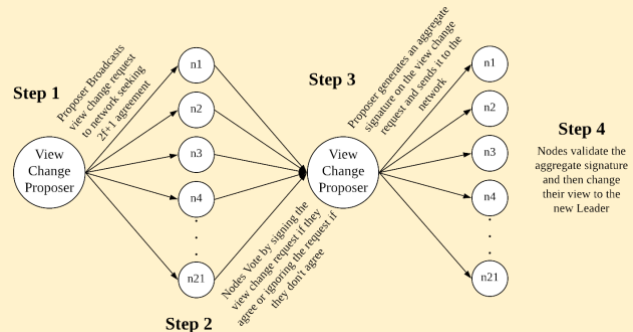 Step 1
Proposer Broadcasts
view change request
to network seeking
2f+1 agreement
View
Change
Proposer
n1
n2
n3
n4
.
.
.
n21
Step 2
Nodes Vote by signing the
view change request if they
agree or ignoring the request if
they don't agree
Step 3
Proposer generates an aggregate
signature on the view change
request and sends it to the
network
View
Change
Proposer
n1
n2
n3
n4
.
.
.
n21
Step 4
Nodes validate the
aggregate signature
and then change
their view to the
new Leader